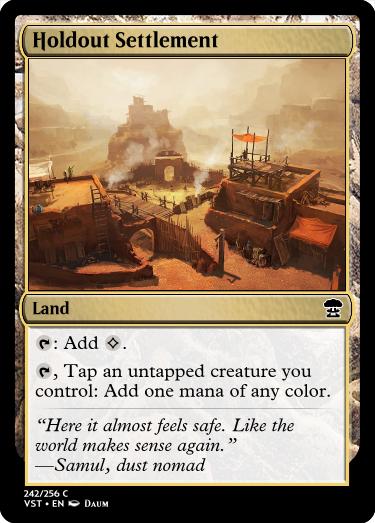 Holdout Settlement
Land
: Add .
, Tap an untapped creature you
control: Add one mana of any color.
“Here it almost feels safe. Like the
world makes sense again.”
—Samul, dust nomad
242/256 C
VST • EN Daum